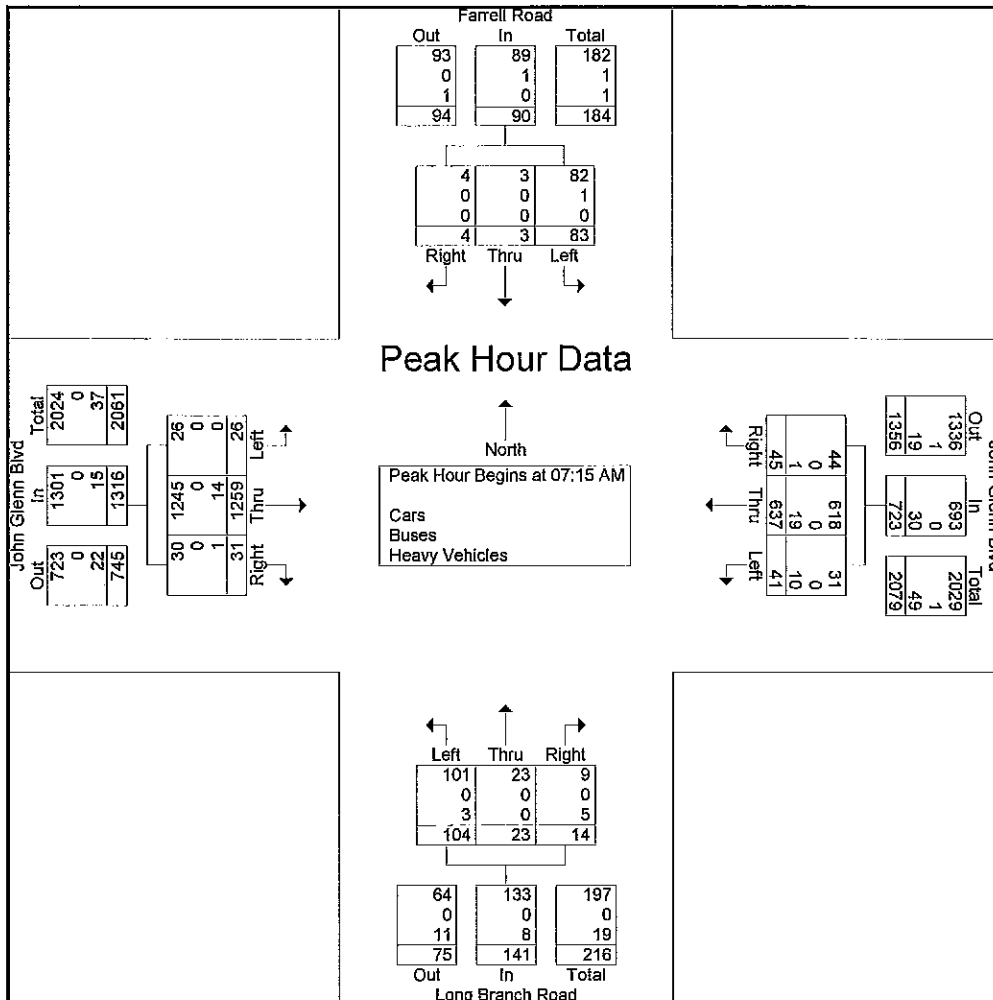 Farrell Road
Out In Total
93 89 182
0 1 1
1 0 1
94 90 184
4 3 82
0 0 1
0 0 0
4 3 83
Right Thru Left
Peak Hour Data
North
Peak Hour Begins at 07:15 AM
Cars
Buses
Heavy Vehicles
John Glenn Blvd
Total In Out
2024 1301 723
0 0 0
37 15 22
2061 1316 745
26 1245 30
0 0 0
0 14 1
26 1259 31
Left Thru Right
John Glenn Blvd
Out In Total
1336 693 2029
1 0 1
19 30 49
1356 723 2079
44 618 31
0 0 0
1 19 10
45 637 41
Right Thru Left
Left Thru Right
101 23 9
0 0 0
3 0 5
104 23 14
64 133 197
0 0 0
11 8 19
75 141 216
Out In Total
Long Branch Road